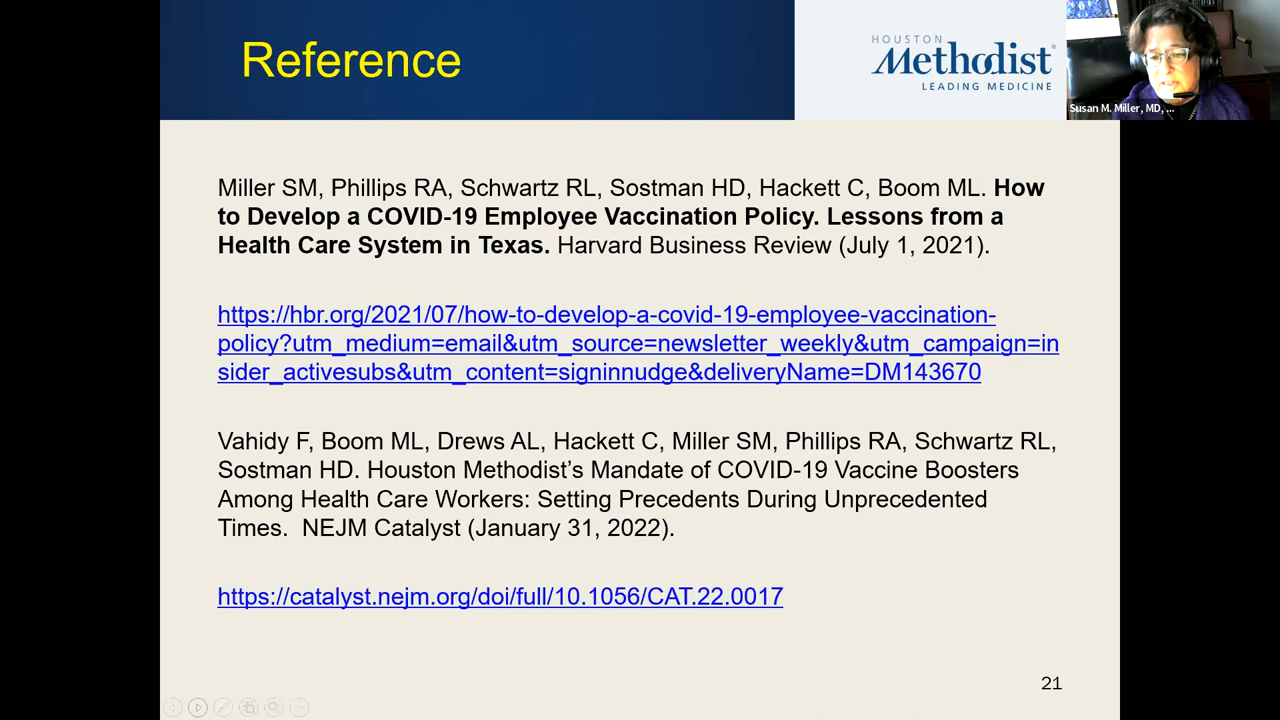 Reference
HOUSTON
Methodist®
LEADING MEDICINE
Susan M. Miller, MD, ...
Miller SM, Phillips RA, Schwartz RL, Sostman HD, Hackett C, Boom ML. How
to Develop a COVID-19 Employee Vaccination Policy. Lessons from a
Health Care System in Texas. Harvard Business Review (July 1, 2021).
https://hbr.org/2021/07/how-to-develop-a-covid-19-employee-vaccination-
policy?utm_medium=email&utm_source=newsletter_weekly&utm_campaign=in
sider_activesubs&utm_content=signinnudge&deliveryName=DM143670
Vahidy F, Boom ML, Drews AL, Hackett C, Miller SM, Phillips RA, Schwartz RL,
Sostman HD. Houston Methodist’s Mandate of COVID-19 Vaccine Boosters
Among Health Care Workers: Setting Precedents During Unprecedented
Times.  NEJM Catalyst (January 31, 2022).
https://catalyst.nejm.org/doi/full/10.1056/CAT.22.0017
21